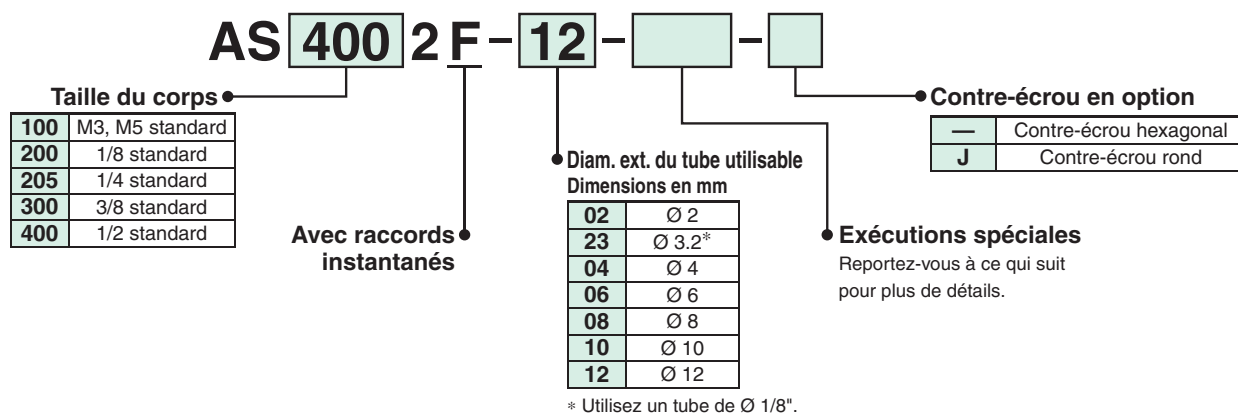 AS 400 2 F - 12 - -
Taille du corps
100 M3, M5 standard
200 1/8 standard
205 1/4 standard
300 3/8 standard
400 1/2 standard
Avec raccords
instantanés
Diam. ext. du tube utilisable
Dimensions en mm
02 Ø 2
23 Ø 3.2*
04 Ø 4
06 Ø 6
08 Ø 8
10 Ø 10
12 Ø 12
* Utilisez un tube de Ø 1/8".
Exécutions spéciales
Reportez-vous à ce qui suit
pour plus de détails.
Contre-écrou en option
— Contre-écrou hexagonal
J Contre-écrou rond